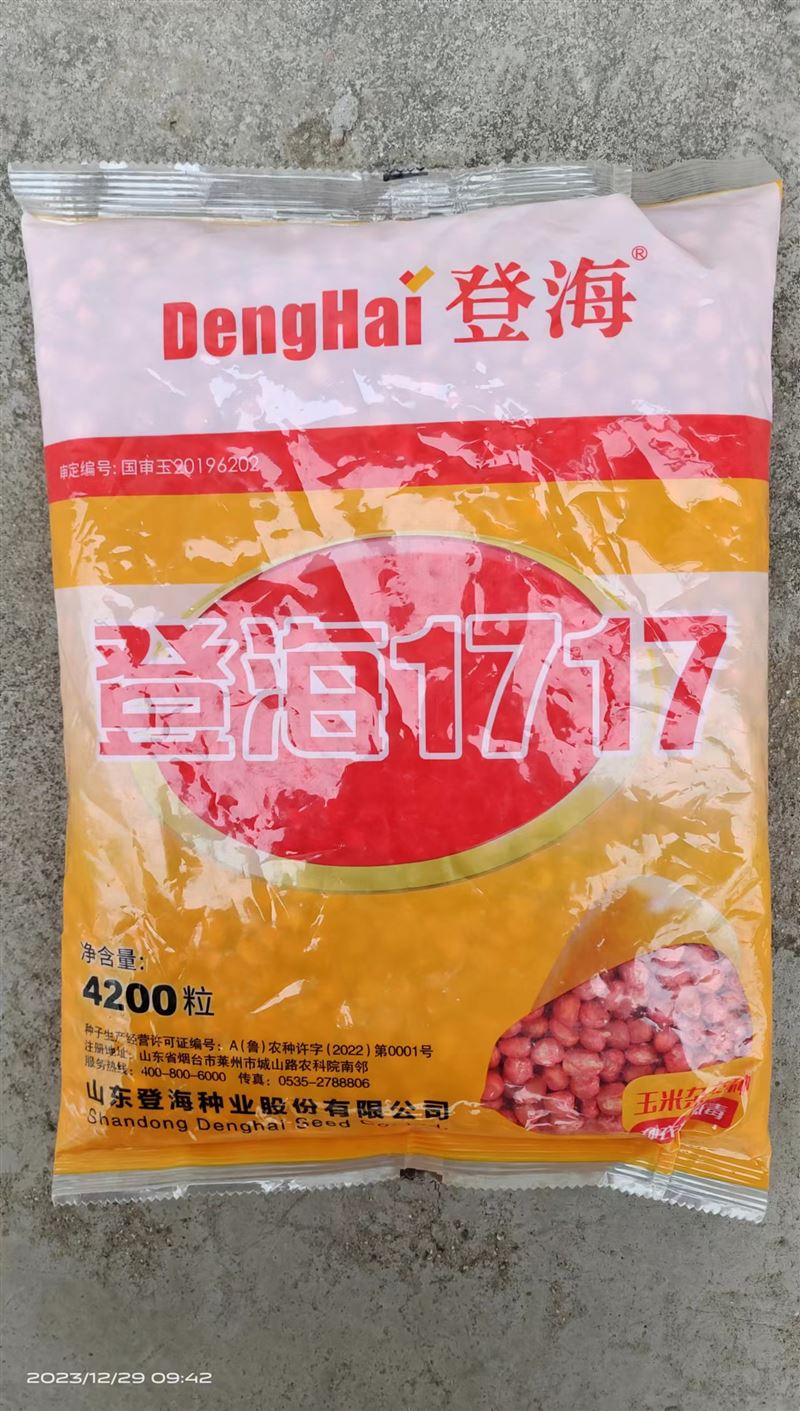 DengHai 登海®
审定编号: 国审玉20196202
登海1717
净含量:
4200粒
种子生产经营许可证编号: A(鲁)农种许字(2022)第0001号
注册地址: 山东省烟台市莱州市城山路农科院南邻
服务热线: 400-800-6000 传真: 0535-2788806
山东登海种业股份有限公司
Shandong Denghai Seed
玉米
2023/12/29 09:42